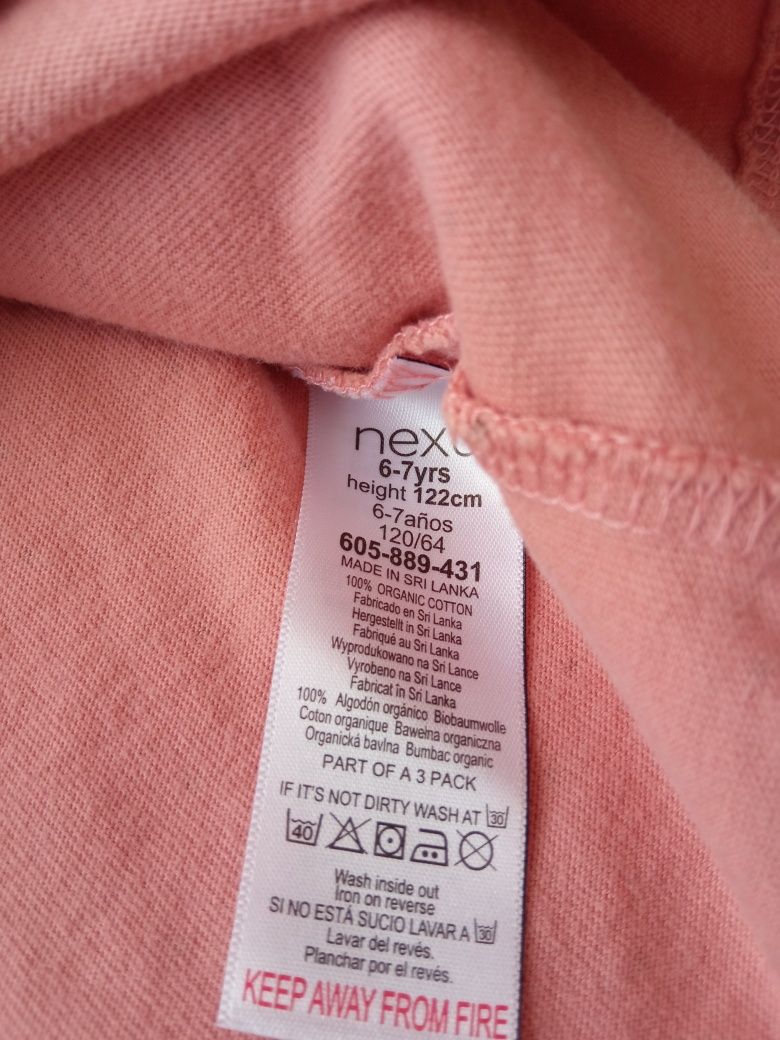 next
6-7yrs
height 122cm
6-7años
120/64
605-889-431
MADE IN SRI LANKA
100% ORGANIC COTTON
Fabricado en Sri Lanka
Hergestellt in Sri Lanka
Fabriqué au Sri Lanka
Wyprodukowano na Sri Lance
Vyrobeno na Sri Lance
Fabricat în Sri Lanka
100% Algodón orgánico Biobaumwolle
Coton organique Bawełna organiczna
Organická bavlna Bumbac organic
PART OF A 3 PACK
IF IT'S NOT DIRTY WASH AT 30
40
Wash inside out
Iron on reverse
SI NO ESTÁ SUCIO LAVAR A 30
Lavar del revés.
Planchar por el revés.
KEEP AWAY FROM FIRE